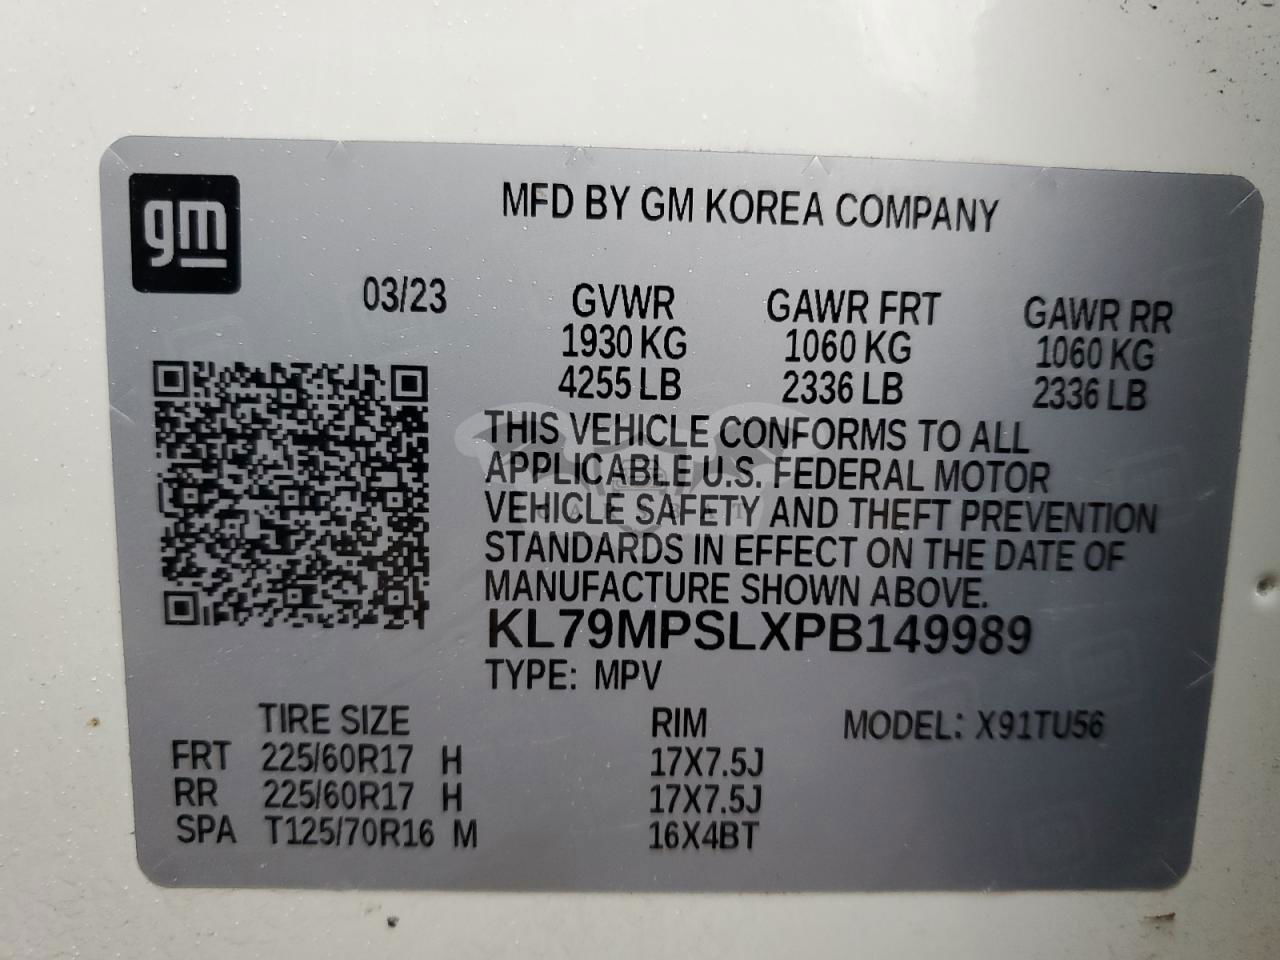 gm
MFD BY GM KOREA COMPANY
03/23
GVWR GAWR FRT GAWR RR
1930 KG 1060 KG 1060 KG
4255 LB 2336 LB 2336 LB
THIS VEHICLE CONFORMS TO ALL
APPLICABLE U.S. FEDERAL MOTOR
VEHICLE SAFETY AND THEFT PREVENTION
STANDARDS IN EFFECT ON THE DATE OF
MANUFACTURE SHOWN ABOVE.
KL79MPSLXPB149989
TYPE: MPV
TIRE SIZE RIM MODEL: X91TU56
FRT 225/60R17 H 17X7.5J
RR 225/60R17 H 17X7.5J
SPA T125/70R16 M 16X4BT